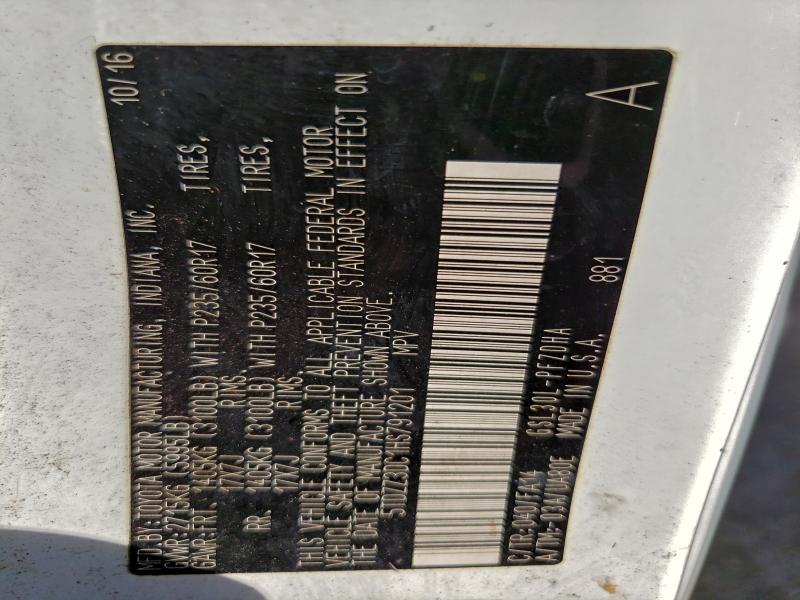 MFD.BY:TOYOTA MOTOR MANUFACTURING, INDIANA, INC. 10/16
GVWR:2715KG (5985LB)
GAWR:FRT. 1405KG (3100LB) WITH P235/60R17 TIRES,
17X7J RIMS
RR. 1405KG (3100LB) WITH P235/60R17 TIRES,
17X7J RIMS
THIS VEHICLE CONFORMS TO ALL APPLICABLE FEDERAL MOTOR
VEHICLE SAFETY AND THEFT PREVENTION STANDARDS IN EFFECT ON
THE DATE OF MANUFACTURE SHOWN ABOVE.
MPV
C/TR:040/FA14 GSL30L-PFZDHA
MADE IN U.S.A. 881
A